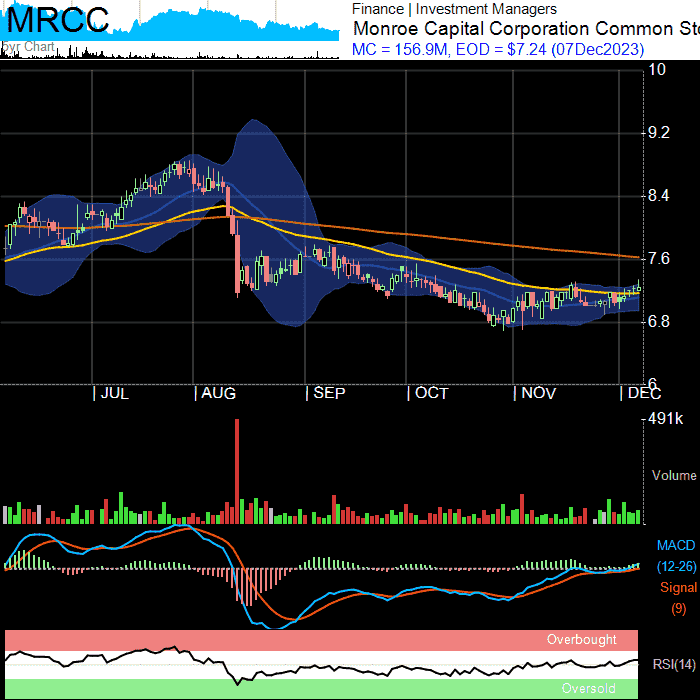 MRCC
5yr Chart
Finance | Investment Managers
Monroe Capital Corporation Common Sto
MC = 156.9M, EOD = $7.24 (07Dec2023)
10
9.2
8.4
7.6
6.8
6
| JUL | AUG | SEP | OCT | NOV | DEC
491k
Volume
MACD
(12-26)
Signal
(9)
Overbought
RSI(14)
Oversold